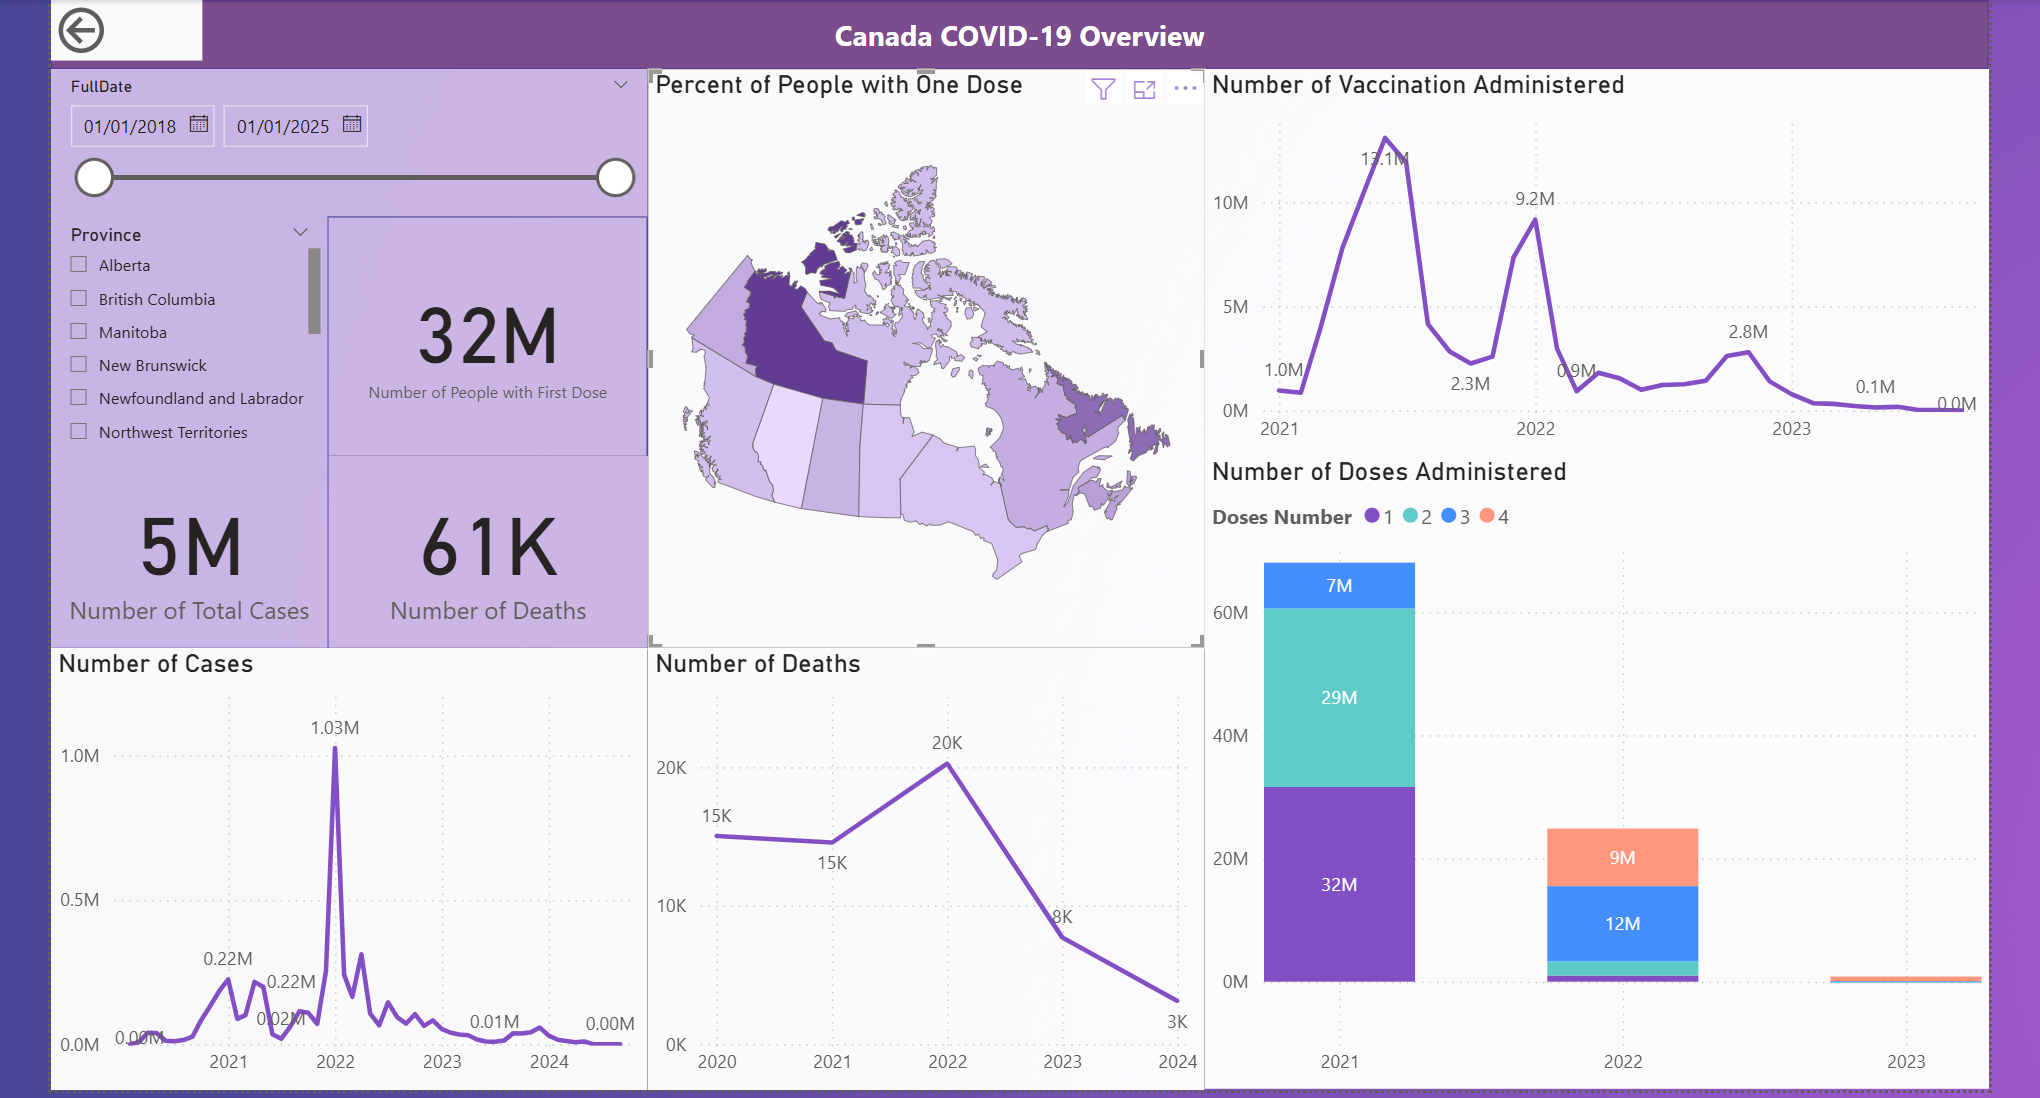 Canada COVID-19 Overview
FullDate
01/01/2018
01/01/2025
Province
Alberta
British Columbia
Manitoba
New Brunswick
Newfoundland and Labrador
Northwest Territories
32M
Number of People with First Dose
5M
Number of Total Cases
61K
Number of Deaths
Percent of People with One Dose
Number of Vaccination Administered
10M
5M
0M
1.0M
13.1M
2.3M
9.2M
0.9M
2.8M
0.1M
0.0M
2021
2022
2023
Number of Doses Administered
Doses Number
1
2
3
4
60M
40M
20M
0M
7M
29M
32M
9M
12M
2021
2022
2023
Number of Cases
1.0M
0.5M
0.0M
0.00M
0.22M
0.22M
0.02M
1.03M
0.01M
0.00M
2021
2022
2023
2024
Number of Deaths
20K
10K
0K
15K
15K
20K
8K
3K
2020
2021
2022
2023
2024